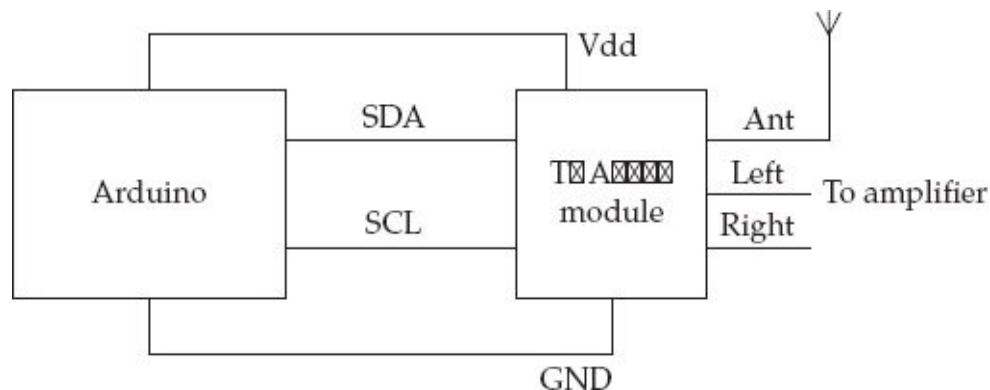 Vdd
SDA
Ant
Arduino
module
Left
To amplifier
SCL
Right
GND